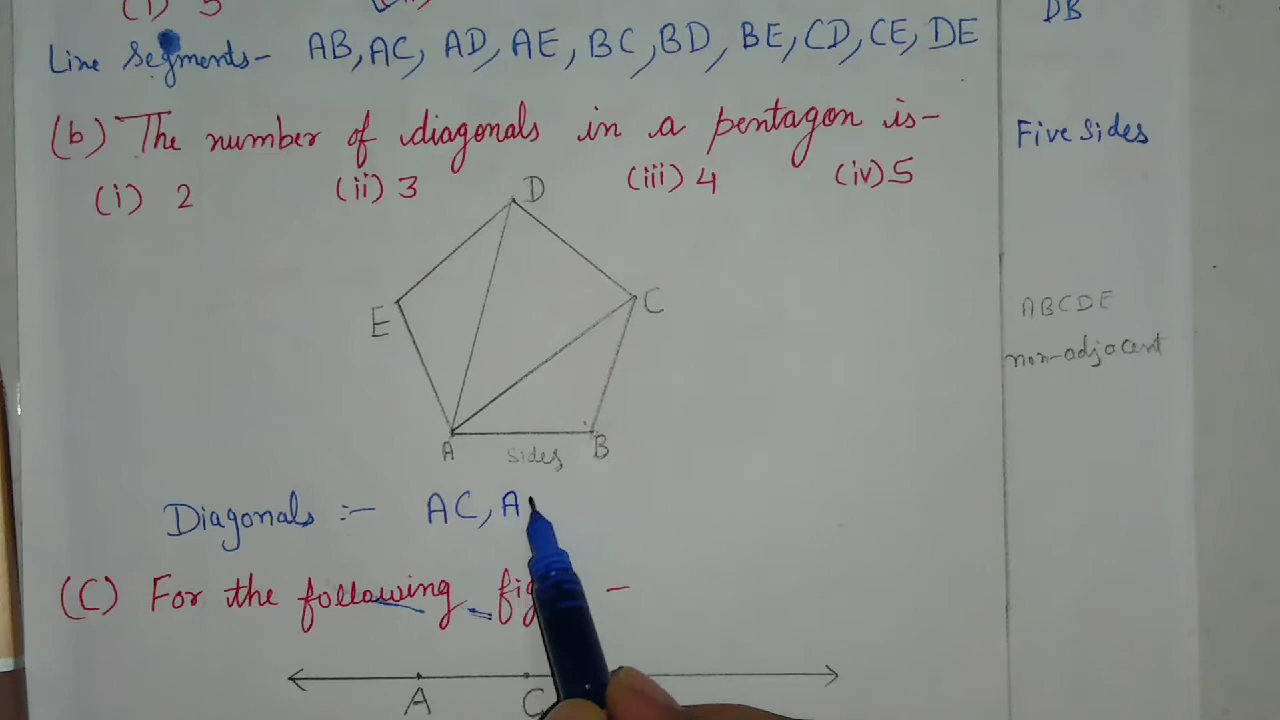 (i) 5
DB
Line Segments- AB, AC, AD, AE, BC, BD, BE, CD, CE, DE
(b) The number of diagonals in a pentagon is-
Five Sides
(i) 2 (ii) 3 (iii) 4 (iv) 5
D
E
C
ABCDE
non-adjacent
A sides B
Diagonals :- AC, A
(C) For the following fig -
A C